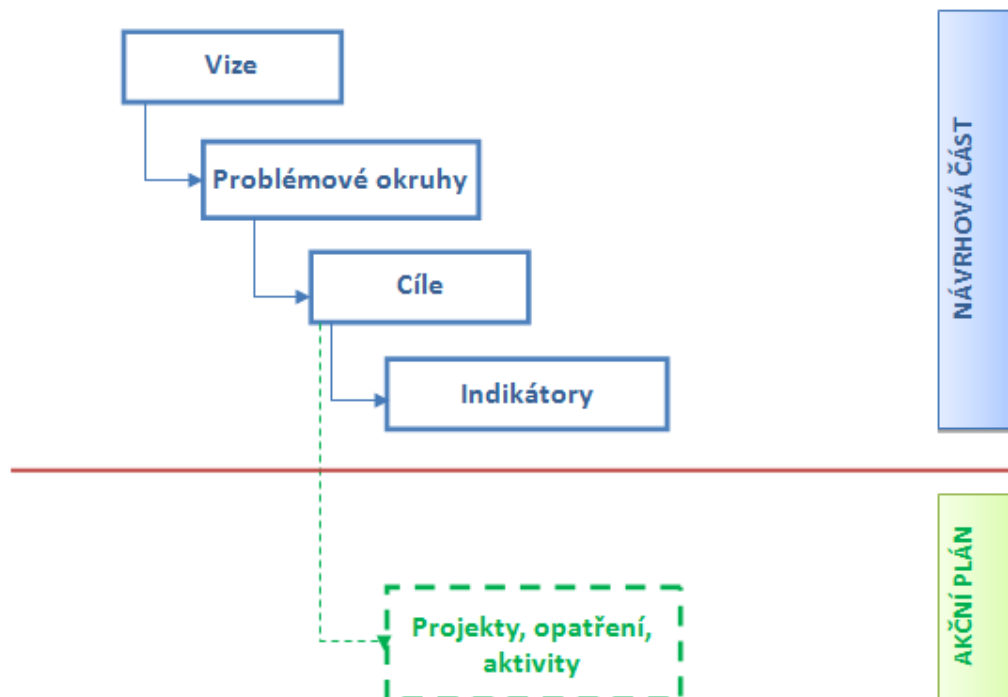 Vize
Problémové okruhy
Cíle
Indikátory
NÁVRHOVÁ ČÁST
Projekty, opatření,
aktivity
AKČNÍ PLÁN